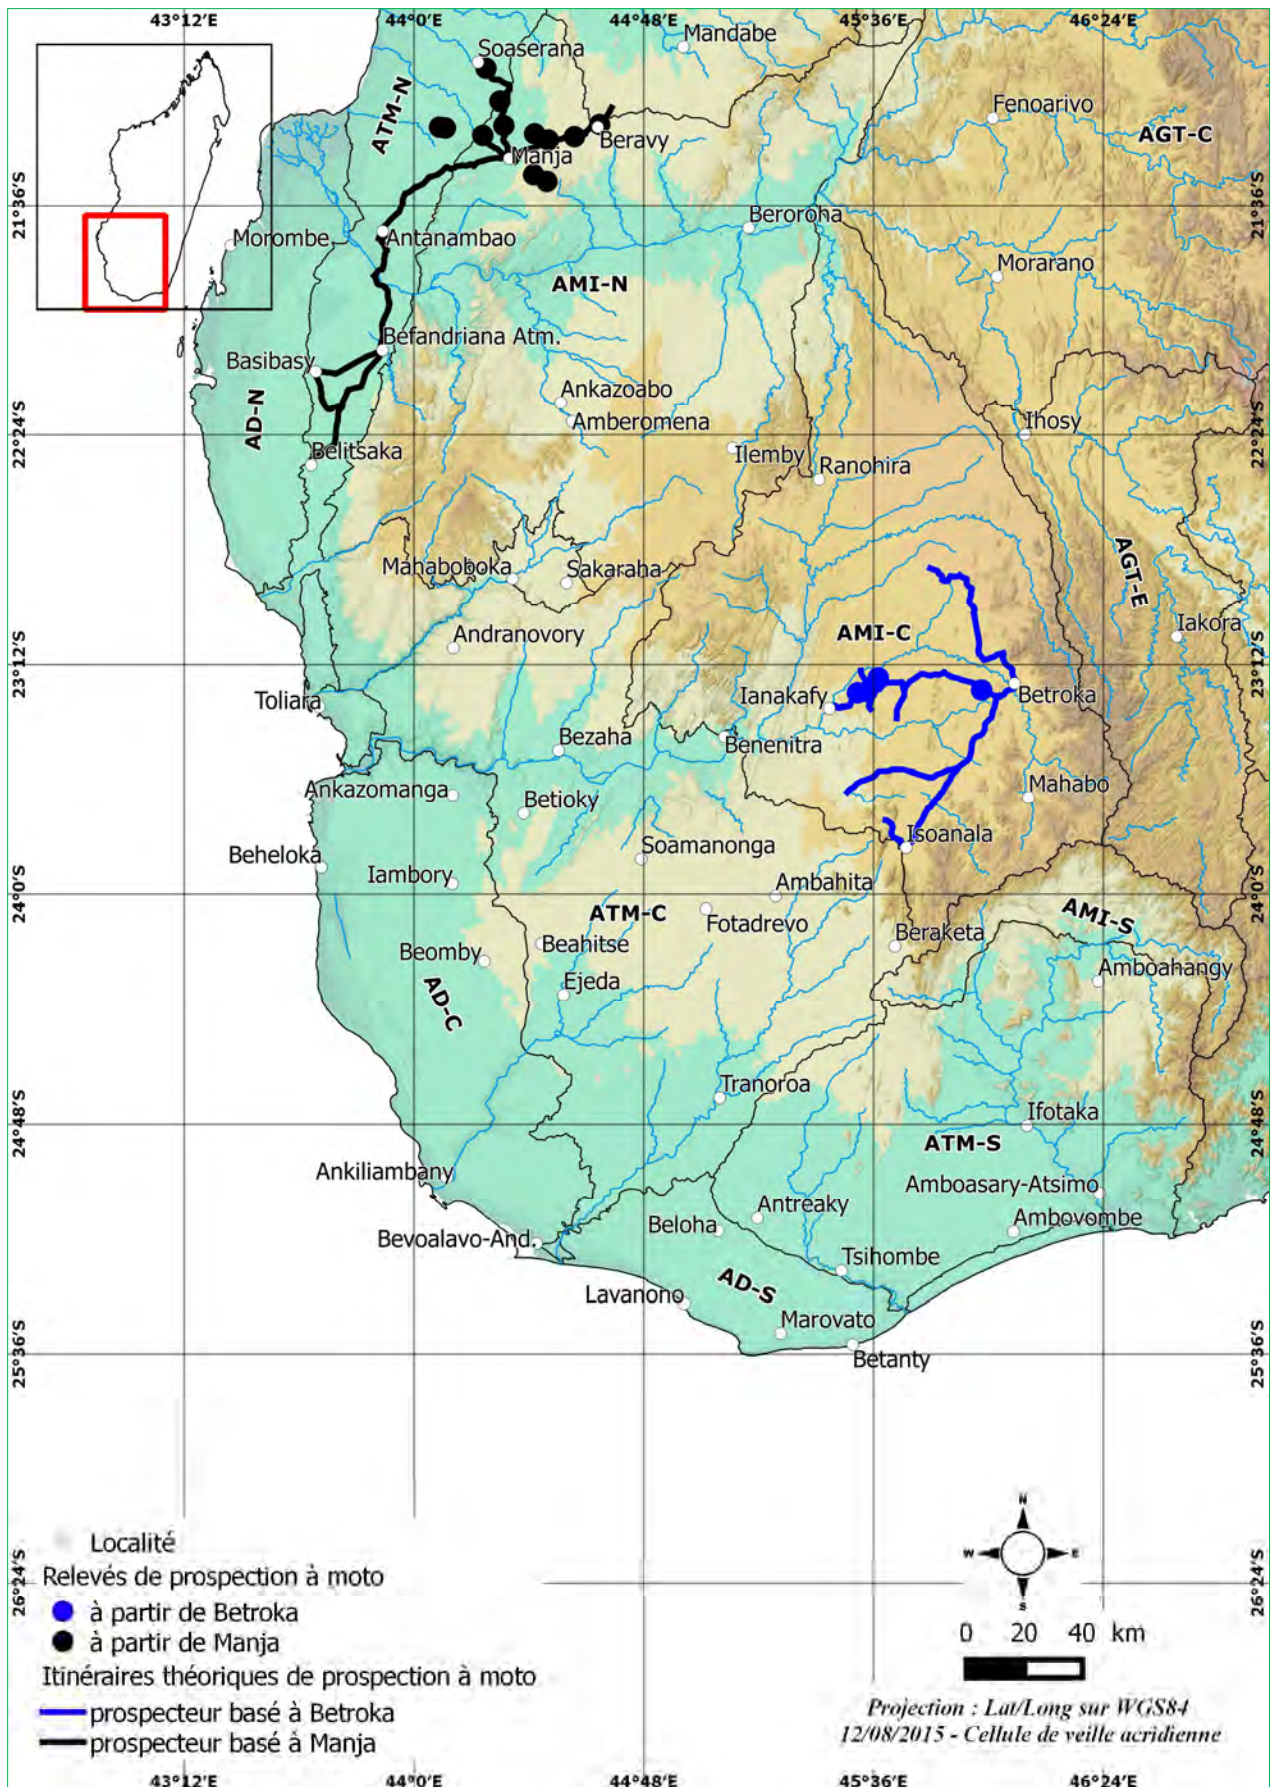 43°12'E 44°0'E 44°48'E 45°36'E 46°24'E
Mandabe
Soaserana
ATM-N
Fenoarivo
AGT-C
Beravy
Manja
21°36'S 21°36'S
Beroroha
Morombe
Antanambao
Morarano
AMI-N
Befandriana Atm.
Basibasy
Ankazoabo
AD-N
Amberomena
Ihosy
22°24'S 22°24'S
Belitsaka
Ilemby
Ranohira
Mahaboboka
Sakaraha
AGT-E
Andranovory
AMI-C
Iakora
23°12'S 23°12'S
Toliara
Ianakafy
Betroka
Bezaha
Benenitra
Ankazomanga
Betioky
Mahabo
Isoanala
Soamanonga
Beheloka
Iambory
Ambahita
24°0'S 24°0'S
ATM-C
Fotadrevo
AMI-S
Beomby
Beahitse
Beraketa
Ejeda
Amboahangy
AD-C
Tranoroa
Ifotaka
24°48'S 24°48'S
ATM-S
Ankiliambany
Amboasary-Atsimo
Antreaky
Beloha
Ambovombe
Bevoalavo-And.
Tsihombe
AD-S
Lavanono
Marovato
25°36'S 25°36'S
Betanty
N
W E
S
Localité
Relevés de prospection à moto
26°24'S 26°24'S
à partir de Betroka
à partir de Manja
0 20 40 km
Itinéraires théoriques de prospection à moto
prospecteur basé à Betroka
prospecteur basé à Manja
Projection : Lat/Long sur WGS84
12/08/2015 - Cellule de veille acridienne
43°12'E 44°0'E 44°48'E 45°36'E 46°24'E